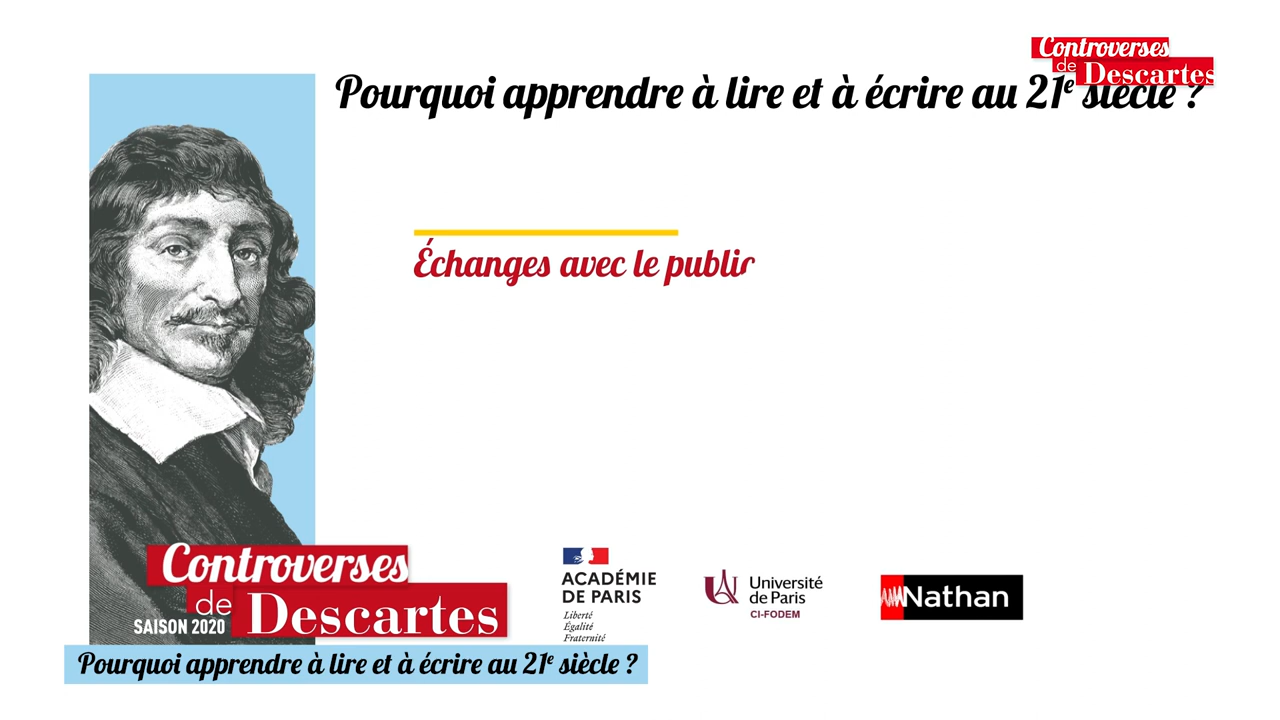 Controverses
de Descartes
Pourquoi apprendre à lire et à écrire au 21e siècle ?
Échanges avec le public
Controverses
de Descartes
SAISON 2020
ACADÉMIE
DE PARIS
Liberté
Égalité
Fraternité
Université
de Paris
CI-FODEM
Nathan
Pourquoi apprendre à lire et à écrire au 21e siècle ?